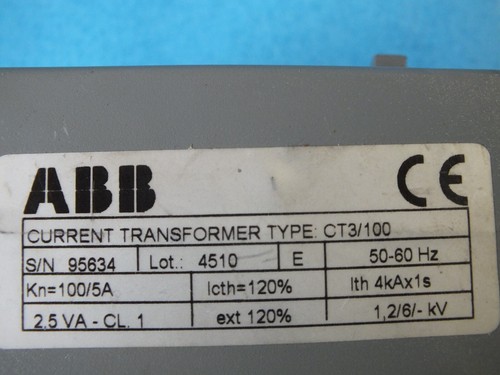 ABB CE
CURRENT TRANSFORMER TYPE: CT3/100
S/N 95634 Lot.: 4510 E 50-60 Hz
Kn=100/5A Icth=120% Ith 4kAx1s
2.5 VA - CL. 1 ext 120% 1,2/6/- kV